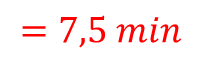 = 7,5 min